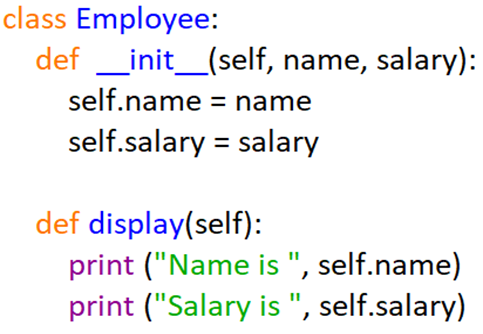 class Employee:
def __init__(self, name, salary):
self.name = name
self.salary = salary
def display(self):
print ("Name is ", self.name)
print ("Salary is ", self.salary)